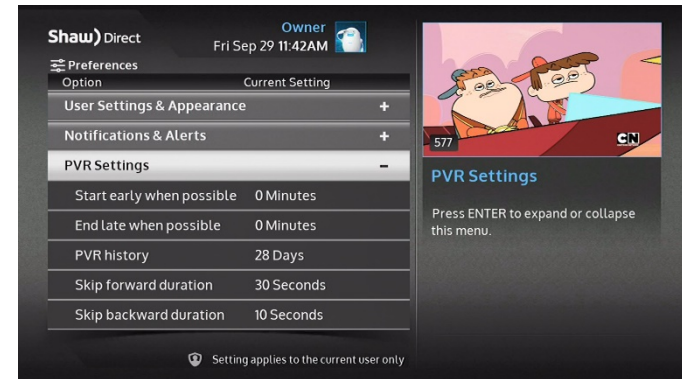 Shaw) Direct
Owner
Fri Sep 29 11:42AM
Preferences
Option Current Setting
User Settings & Appearance +
Notifications & Alerts +
PVR Settings –
Start early when possible 0 Minutes
End late when possible 0 Minutes
PVR history 28 Days
Skip forward duration 30 Seconds
Skip backward duration 10 Seconds
Setting applies to the current user only
577
CN
PVR Settings
Press ENTER to expand or collapse
this menu.